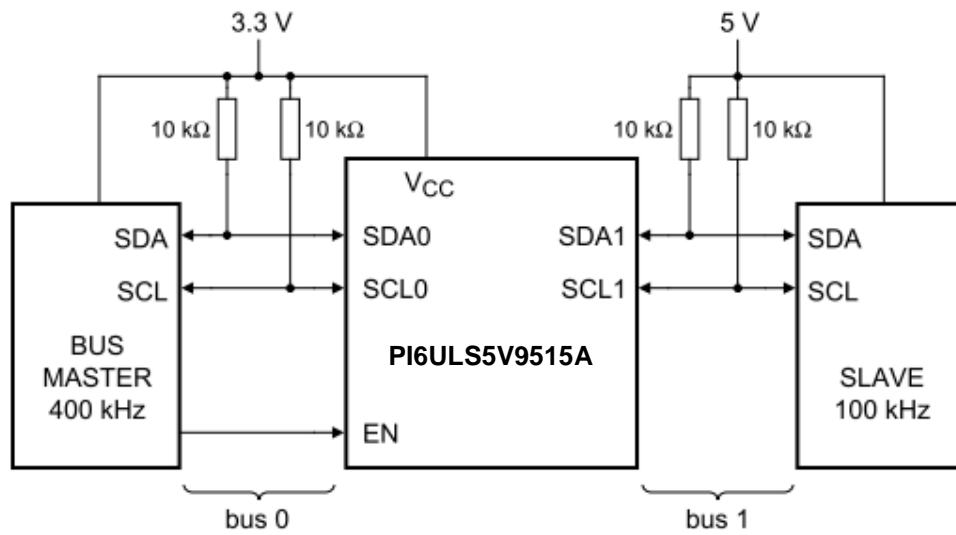 3.3 V
5 V
10 kΩ
10 kΩ
10 kΩ
10 kΩ
VCC
SDA
SDA0
SDA1
SDA
SCL
SCL0
SCL1
SCL
BUS
MASTER
400 kHz
PI6ULS5V9515A
SLAVE
100 kHz
EN
bus 0
bus 1